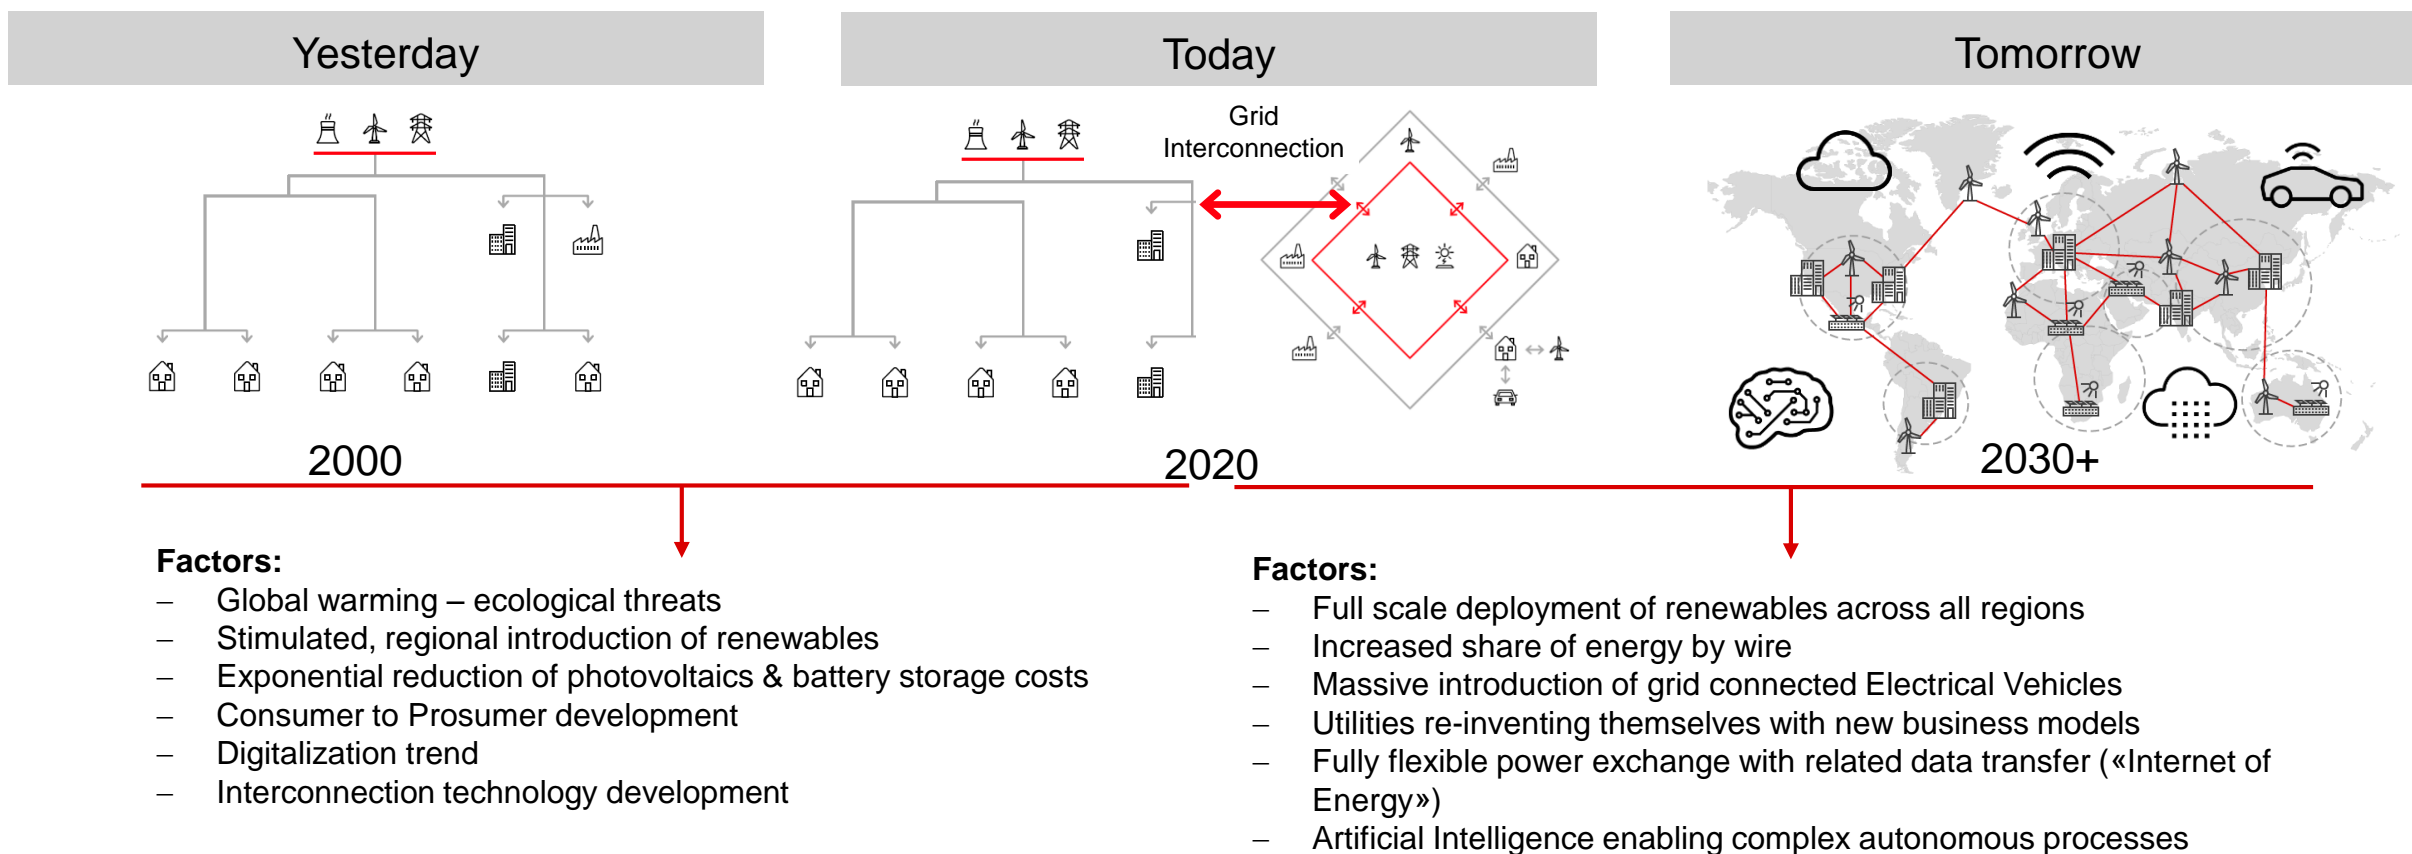 Yesterday
Today
Tomorrow
Grid
Interconnection
2000
2020
2030+
Factors:
– Global warming – ecological threats
– Stimulated, regional introduction of renewables
– Exponential reduction of photovoltaics & battery storage costs
– Consumer to Prosumer development
– Digitalization trend
– Interconnection technology development
Factors:
– Full scale deployment of renewables across all regions
– Increased share of energy by wire
– Massive introduction of grid connected Electrical Vehicles
– Utilities re-inventing themselves with new business models
– Fully flexible power exchange with related data transfer («Internet of
Energy»)
– Artificial Intelligence enabling complex autonomous processes